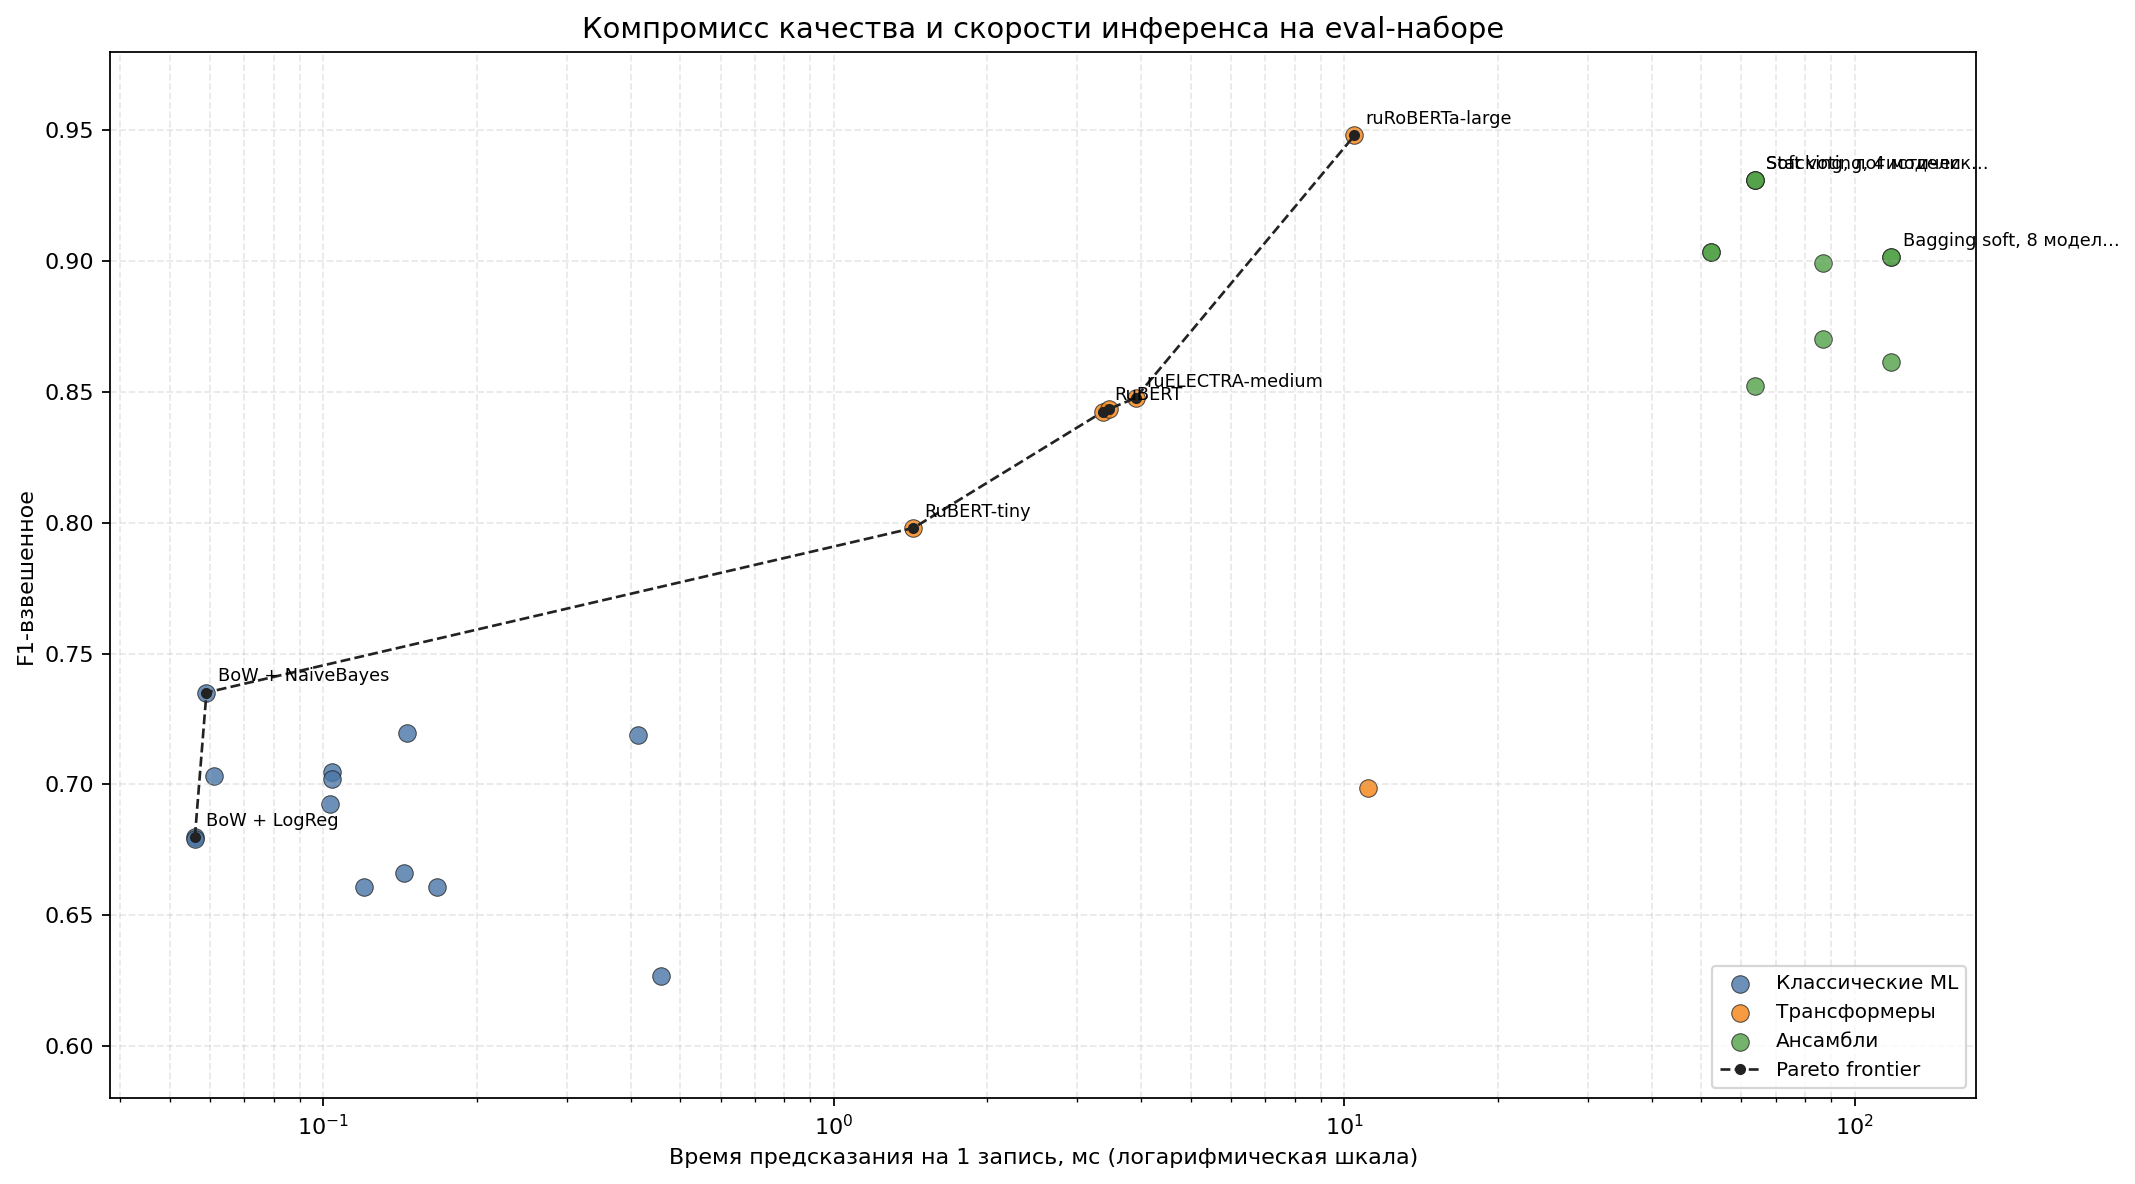 Компромисс качества и скорости инференса на eval-наборе
F1-взвешенное
0.95
0.90
0.85
0.80
0.75
0.70
0.65
0.60
ruRoBERTa-large
Bagging soft, 8 модел...
ruELECTRA-medium
RuBERT
RuBERT-tiny
BoW + NaiveBayes
BoW + LogReg
Классические ML
Трансформеры
Ансамбли
Pareto frontier
10⁻¹
10⁰
10¹
10²
Время предсказания на 1 запись, мс (логарифмическая шкала)